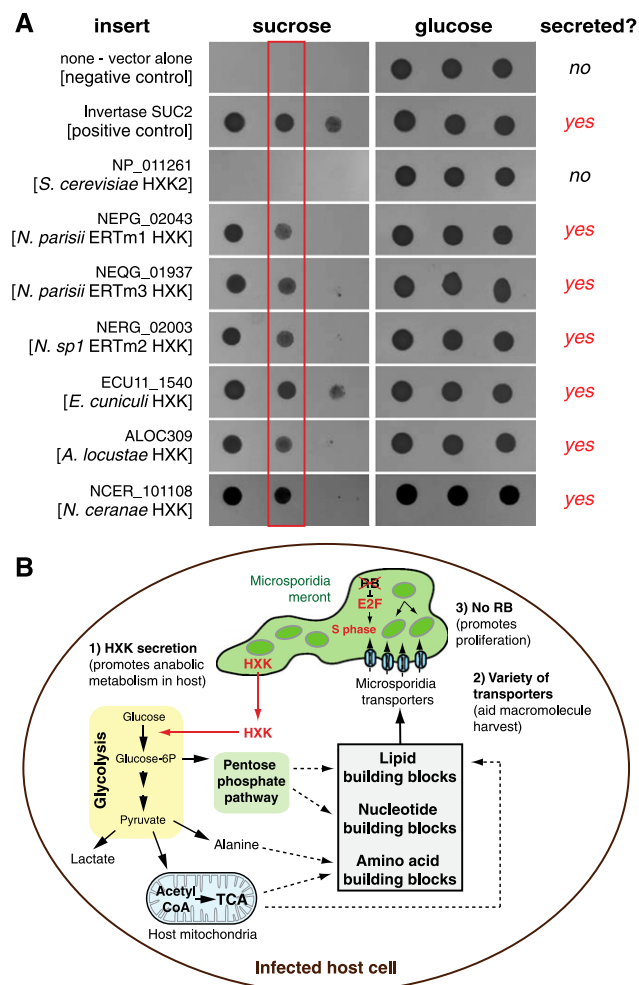 A
insert
sucrose
glucose
secreted?
none - vector alone
[negative control]
no
Invertase SUC2
[positive control]
yes
NP_011261
[S. cerevisiae HXK2]
no
NEPG_02043
[N. parisii ERTm1 HXK]
yes
NEQG_01937
[N. parisii ERTm3 HXK]
yes
NERG_02003
[N. sp1 ERTm2 HXK]
yes
ECU11_1540
[E. cuniculi HXK]
yes
ALOC309
[A. locustae HXK]
yes
NCER_101108
[N. ceranae HXK]
yes
B
Microsporidia
meront
RB
E2F
S phase
3) No RB
(promotes
proliferation)
1) HXK secretion
(promotes anabolic
metabolism in host)
HXK
HXK
Microsporidia
transporters
2) Variety of
transporters
(aid macromolecule
harvest)
Glycolysis
Glucose
Glucose-6P
Pyruvate
Pentose
phosphate
pathway
Lipid
building blocks
Nucleotide
building blocks
Amino acid
building blocks
Lactate
Alanine
Acetyl
CoA
TCA
Host mitochondria
Infected host cell